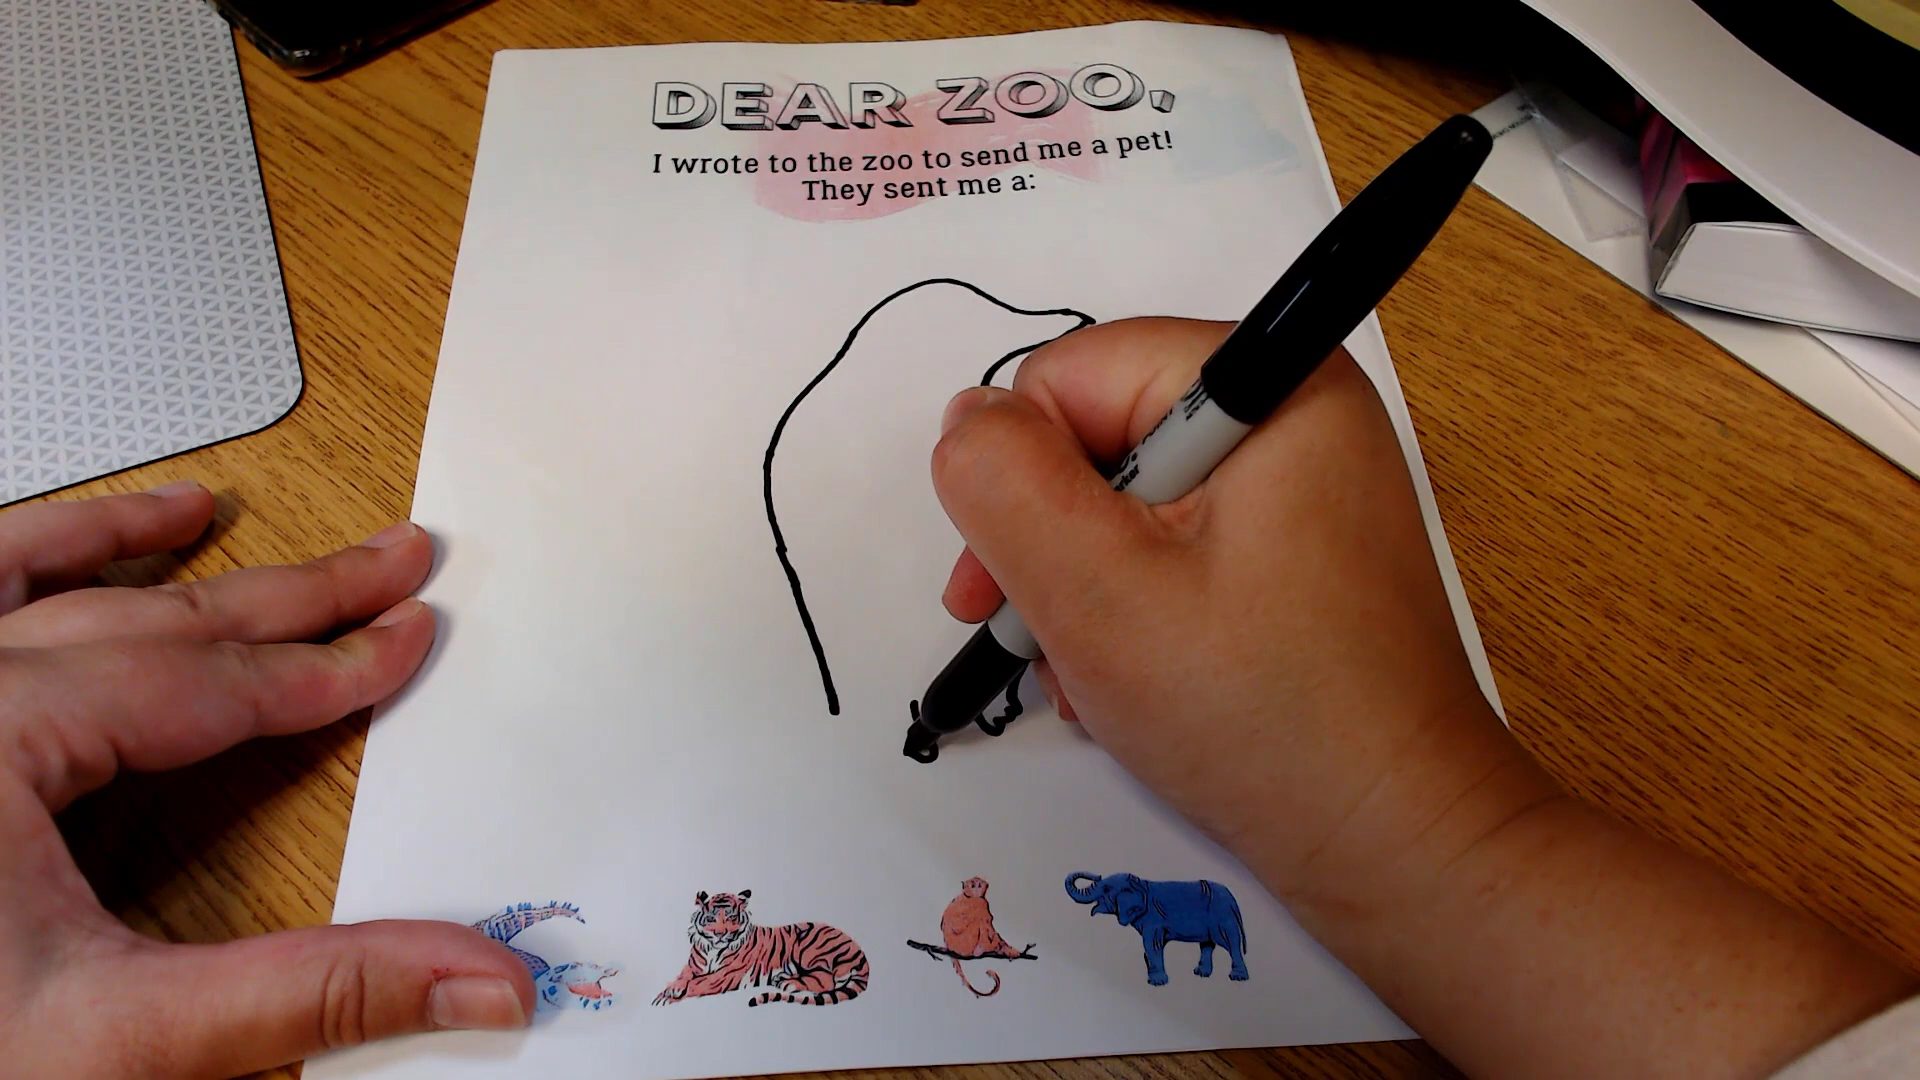 DEAR ZOO,
I wrote to the zoo to send me a pet!
They sent me a: